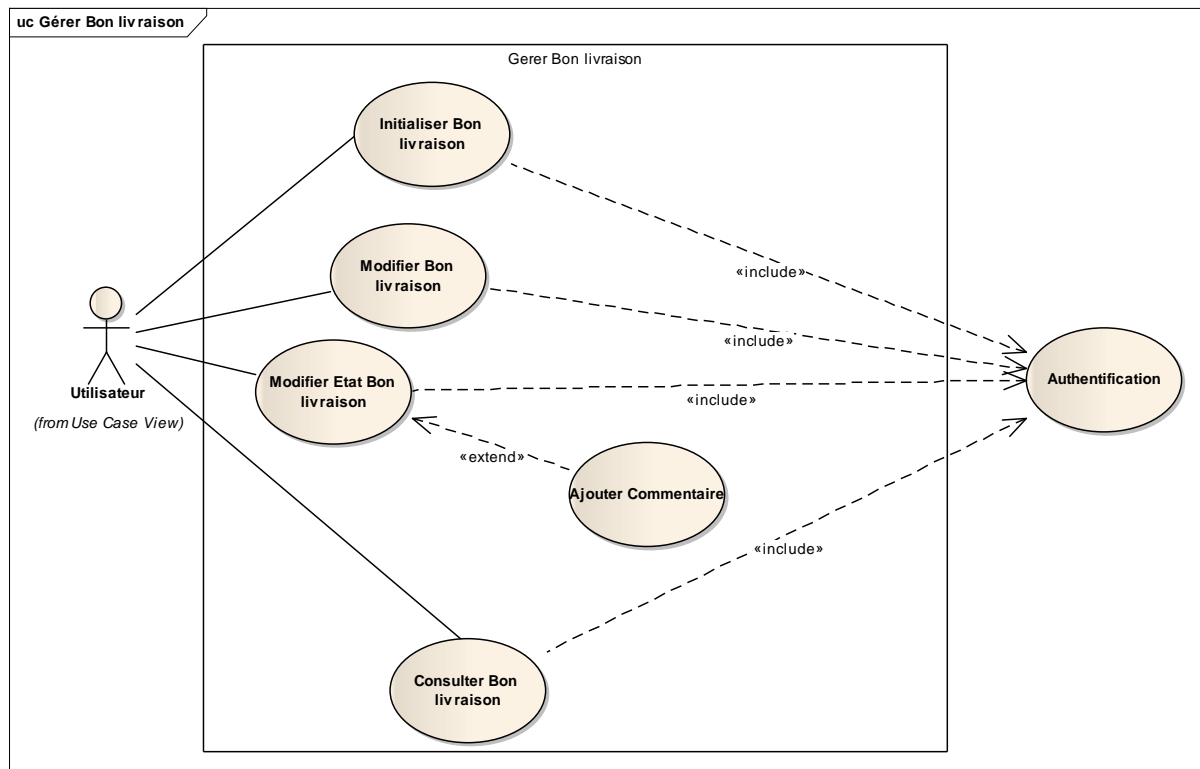 uc Gérer Bon livraison
Gerer Bon livraison
Initialiser Bon
livraison
«include»
Modifier Bon
livraison
«include»
Modifier Etat Bon
livraison
«include»
Authentification
Utilisateur
(from Use Case View)
«extend»
Ajouter Commentaire
«include»
Consulter Bon
livraison